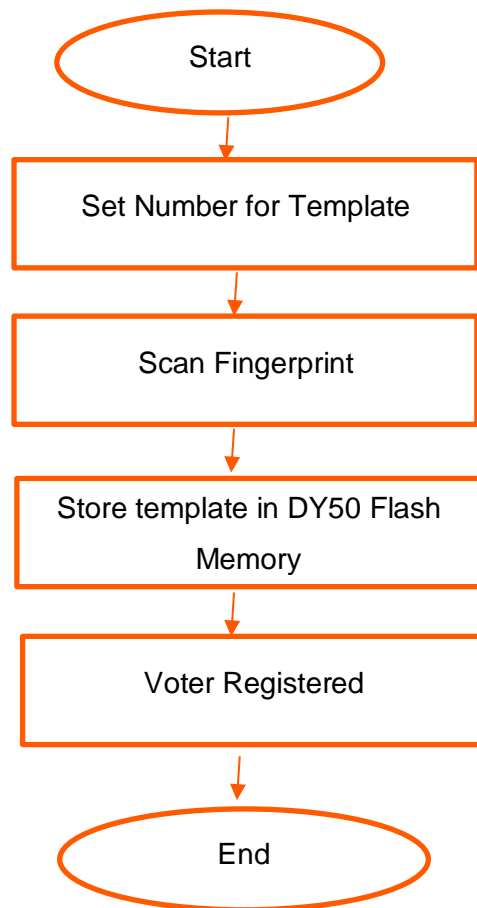 Start
Set Number for Template
Scan Fingerprint
Store template in DY50 Flash
Memory
Voter Registered
End